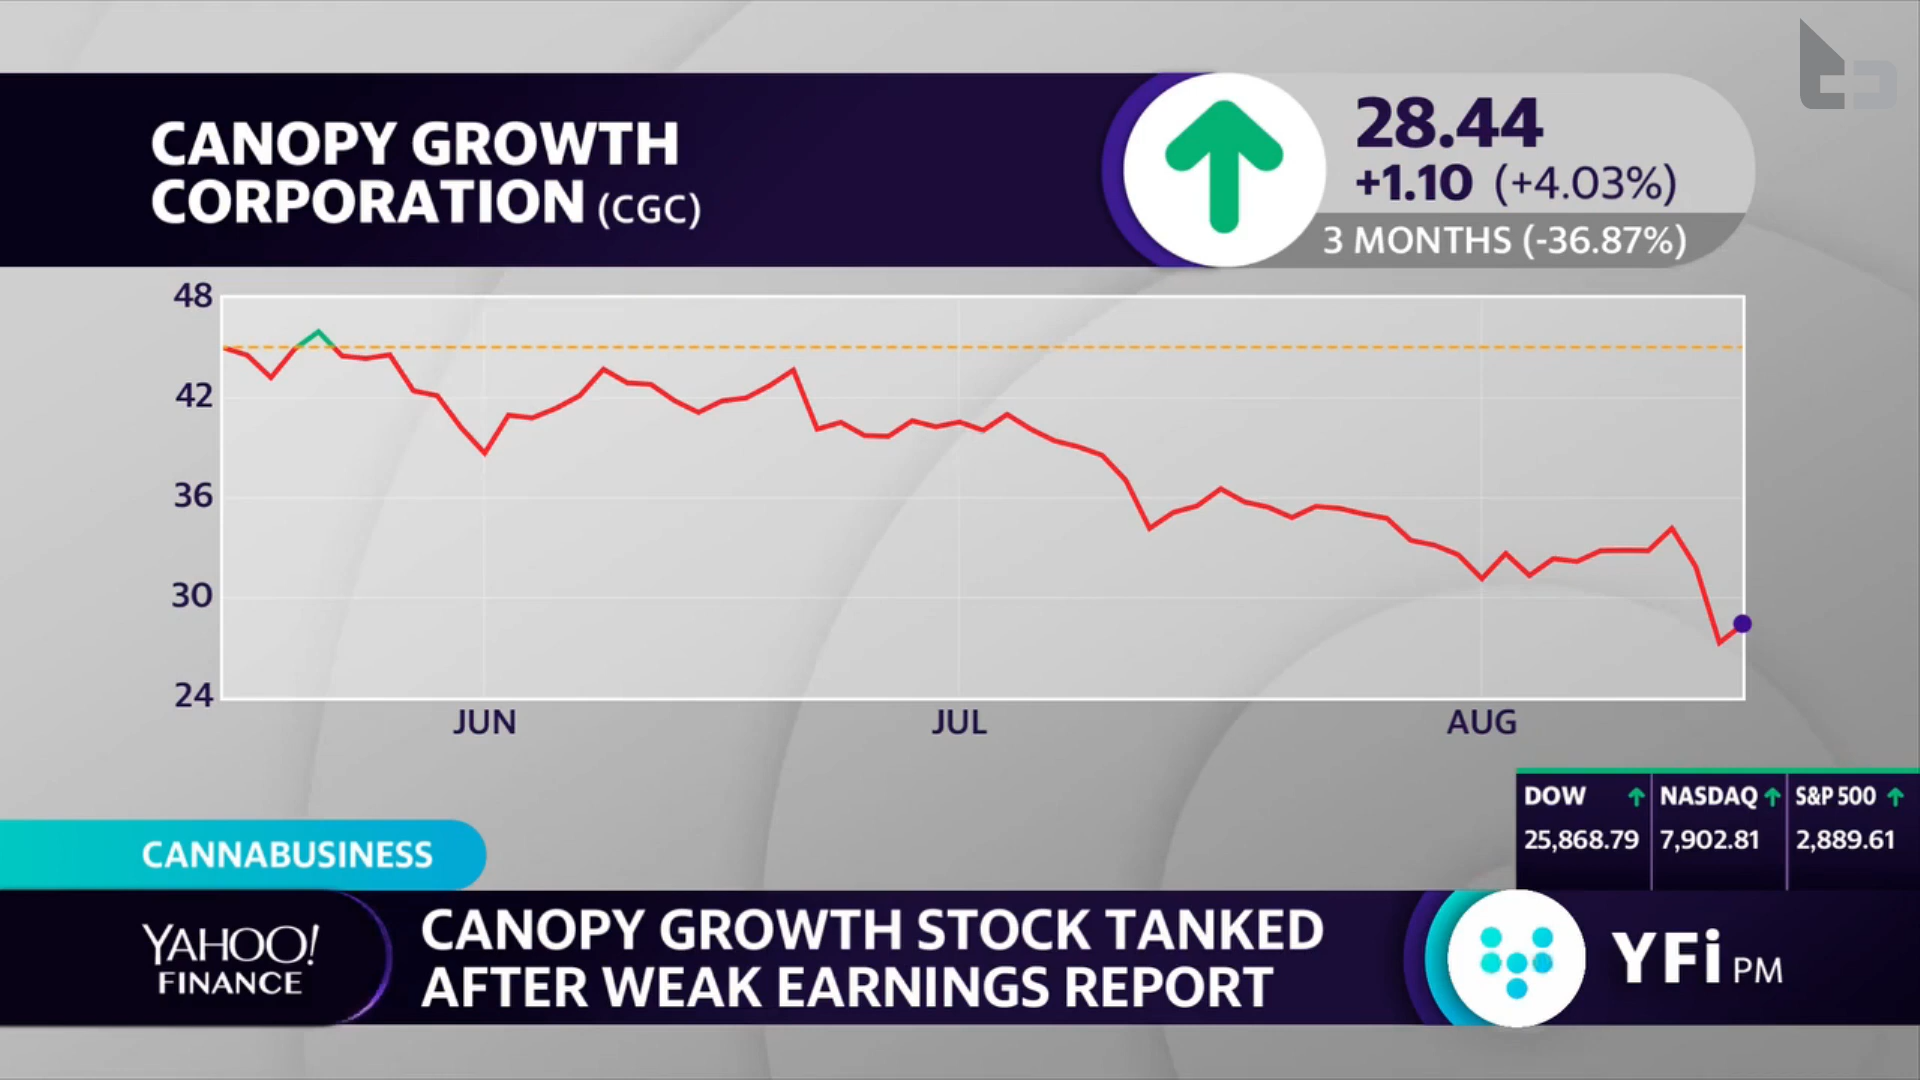 CANOPY GROWTH
CORPORATION (CGC)
28.44
+1.10 (+4.03%)
3 MONTHS (-36.87%)
48
42
36
30
24
JUN JUL AUG
DOW NASDAQ S&P 500
25,868.79 7,902.81 2,889.61
CANNABUSINESS
YAHOO!
FINANCE
CANOPY GROWTH STOCK TANKED
AFTER WEAK EARNINGS REPORT
YFi PM